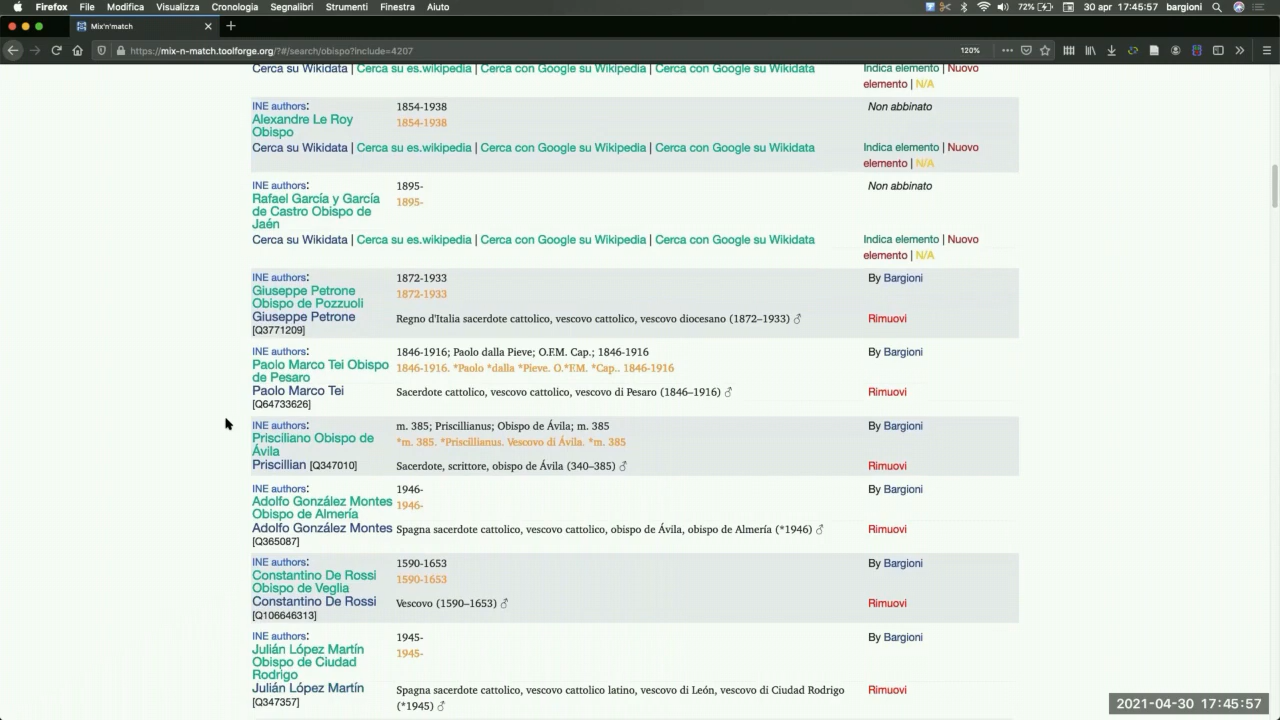 Firefox File Modifica Visualizza Cronologia Segnalibri Strumenti Finestra Aiuto 72% 30 apr 17:45:57 bargioni
Mix'n'match
https://mix-n-match.toolforge.org/?#/search/obispo?include=4207 120%
Cerca su Wikidata | Cerca su es.wikipedia | Cerca con Google su Wikipedia | Cerca con Google su Wikidata Indica elemento | Nuovo
elemento | N/A
INE authors: 1854-1938 Non abbinato
Alexandre Le Roy 1854-1938
Obispo
Cerca su Wikidata | Cerca su es.wikipedia | Cerca con Google su Wikipedia | Cerca con Google su Wikidata Indica elemento | Nuovo
elemento | N/A
INE authors: 1895- Non abbinato
Rafael García y García 1895-
de Castro Obispo de
Jaén
Cerca su Wikidata | Cerca su es.wikipedia | Cerca con Google su Wikipedia | Cerca con Google su Wikidata Indica elemento | Nuovo
elemento | N/A
INE authors: 1872-1933 By Bargioni
Giuseppe Petrone 1872-1933
Obispo de Pozzuoli
Giuseppe Petrone Regno d'Italia sacerdote cattolico, vescovo cattolico, vescovo diocesano (1872–1933) ♂ Rimuovi
[Q3771209]
INE authors: 1846-1916; Paolo dalla Pieve; O.F.M. Cap.; 1846-1916 By Bargioni
Paolo Marco Tei Obispo 1846-1916. *Paolo *dalla *Pieve. O.*F.M. *Cap.. 1846-1916
de Pesaro
Paolo Marco Tei Sacerdote cattolico, vescovo cattolico, vescovo di Pesaro (1846–1916) ♂ Rimuovi
[Q64733626]
INE authors: m. 385; Priscillianus; Obispo de Ávila; m. 385 By Bargioni
Prisciliano Obispo de *m. 385. *Priscillianus. Vescovo di Ávila. *m. 385
Ávila
Priscillian [Q347010] Sacerdote, scrittore, obispo de Ávila (340–385) ♂ Rimuovi
INE authors: 1946- By Bargioni
Adolfo González Montes 1946-
Obispo de Almería
Adolfo González Montes Spagna sacerdote cattolico, vescovo cattolico, obispo de Ávila, obispo de Almería (*1946) ♂ Rimuovi
[Q365087]
INE authors: 1590-1653 By Bargioni
Constantino De Rossi 1590-1653
Obispo de Veglia
Constantino De Rossi Vescovo (1590–1653) ♂ Rimuovi
[Q106646313]
INE authors: 1945- By Bargioni
Julián López Martín 1945-
Obispo de Ciudad
Rodrigo
Julián López Martín Spagna sacerdote cattolico, vescovo cattolico latino, vescovo di León, vescovo di Ciudad Rodrigo Rimuovi
[Q347357] (*1945) ♂
2021-04-30 17:45:57